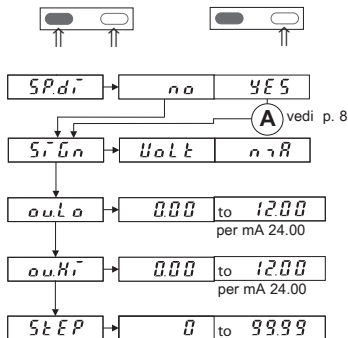 SP.di no YES
A vedi p. 8
SiGn VoLt mA
ou.Lo 0.00 to 12.00
per mA 24.00
ou.Hi 0.00 to 12.00
per mA 24.00
StEP 0 to 99.99